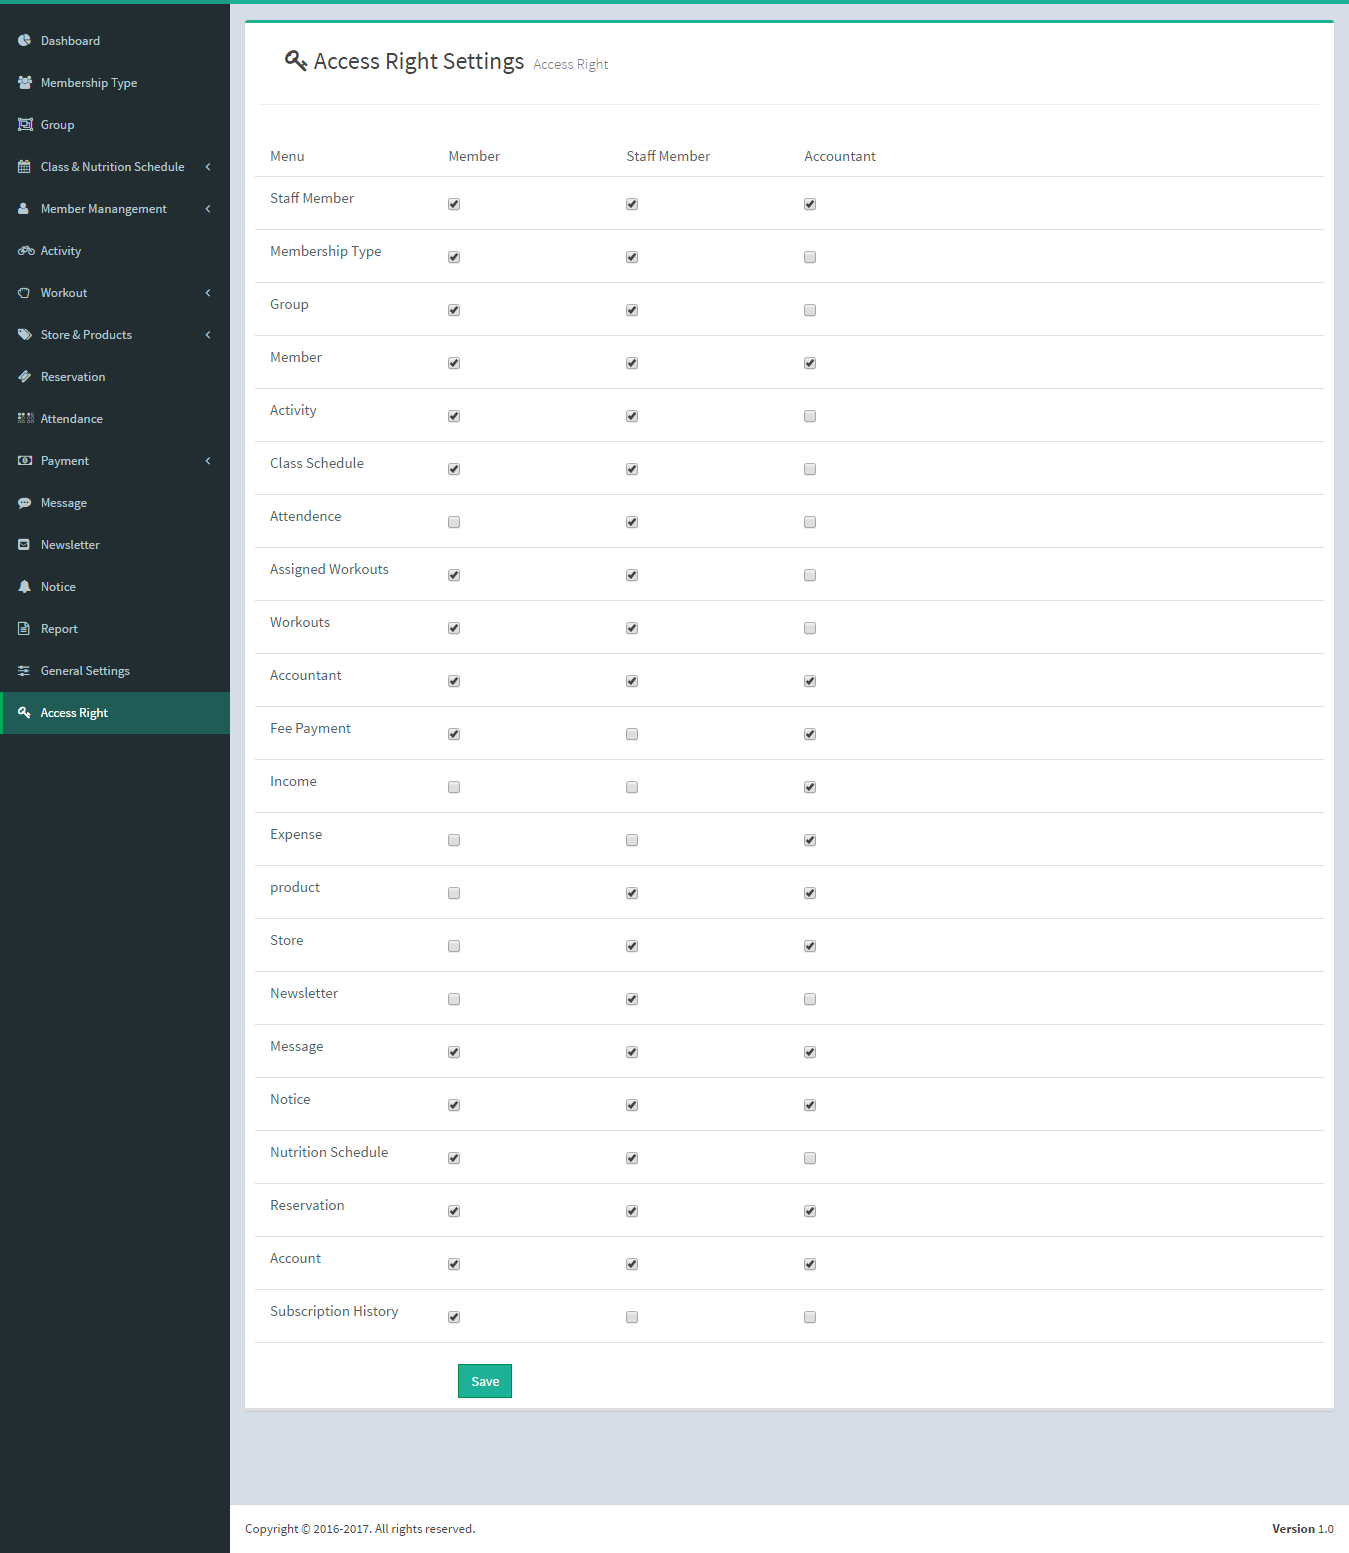 Dashboard
Membership Type
Group
Class & Nutrition Schedule
Member Manangement
Activity
Workout
Store & Products
Reservation
Attendance
Payment
Message
Newsletter
Notice
Report
General Settings
Access Right
Access Right Settings Access Right
Menu Member Staff Member Accountant
Staff Member
Membership Type
Group
Member
Activity
Class Schedule
Attendence
Assigned Workouts
Workouts
Accountant
Fee Payment
Income
Expense
product
Store
Newsletter
Message
Notice
Nutrition Schedule
Reservation
Account
Subscription History
Save
Copyright © 2016-2017. All rights reserved. Version 1.0